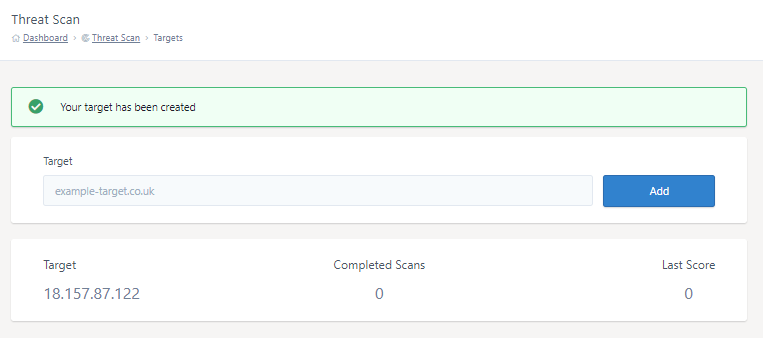 Threat Scan
Dashboard › Threat Scan › Targets
Your target has been created
Target
example-target.co.uk
Add
Target Completed Scans Last Score
18.157.87.122 0 0